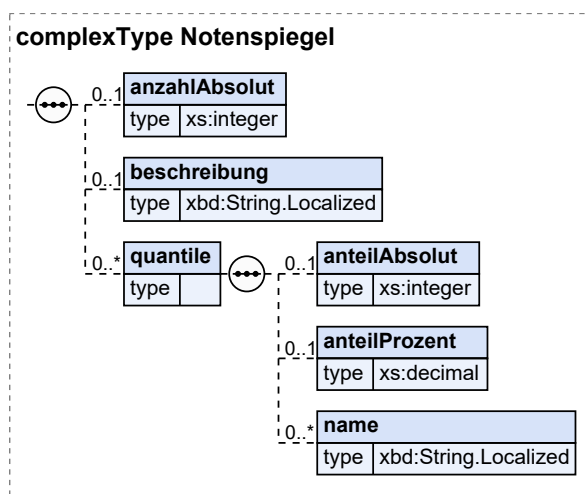 complexType Notenspiegel
0..1 anzahlAbsolut
type xs:integer
0..1 beschreibung
type xbd:String.Localized
0..* quantile
type
0..1 anteilAbsolut
type xs:integer
0..1 anteilProzent
type xs:decimal
0..* name
type xbd:String.Localized